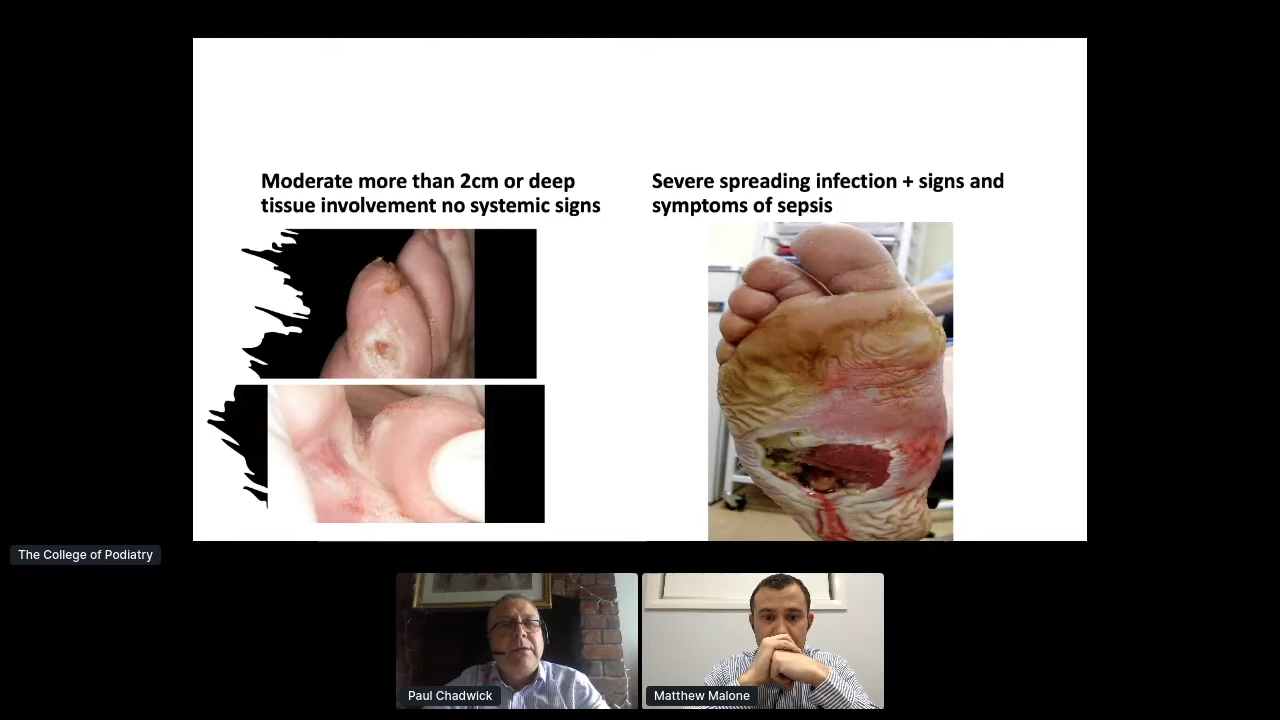 Moderate more than 2cm or deep
tissue involvement no systemic signs
Severe spreading infection + signs and
symptoms of sepsis
The College of Podiatry
Paul Chadwick
Matthew Malone